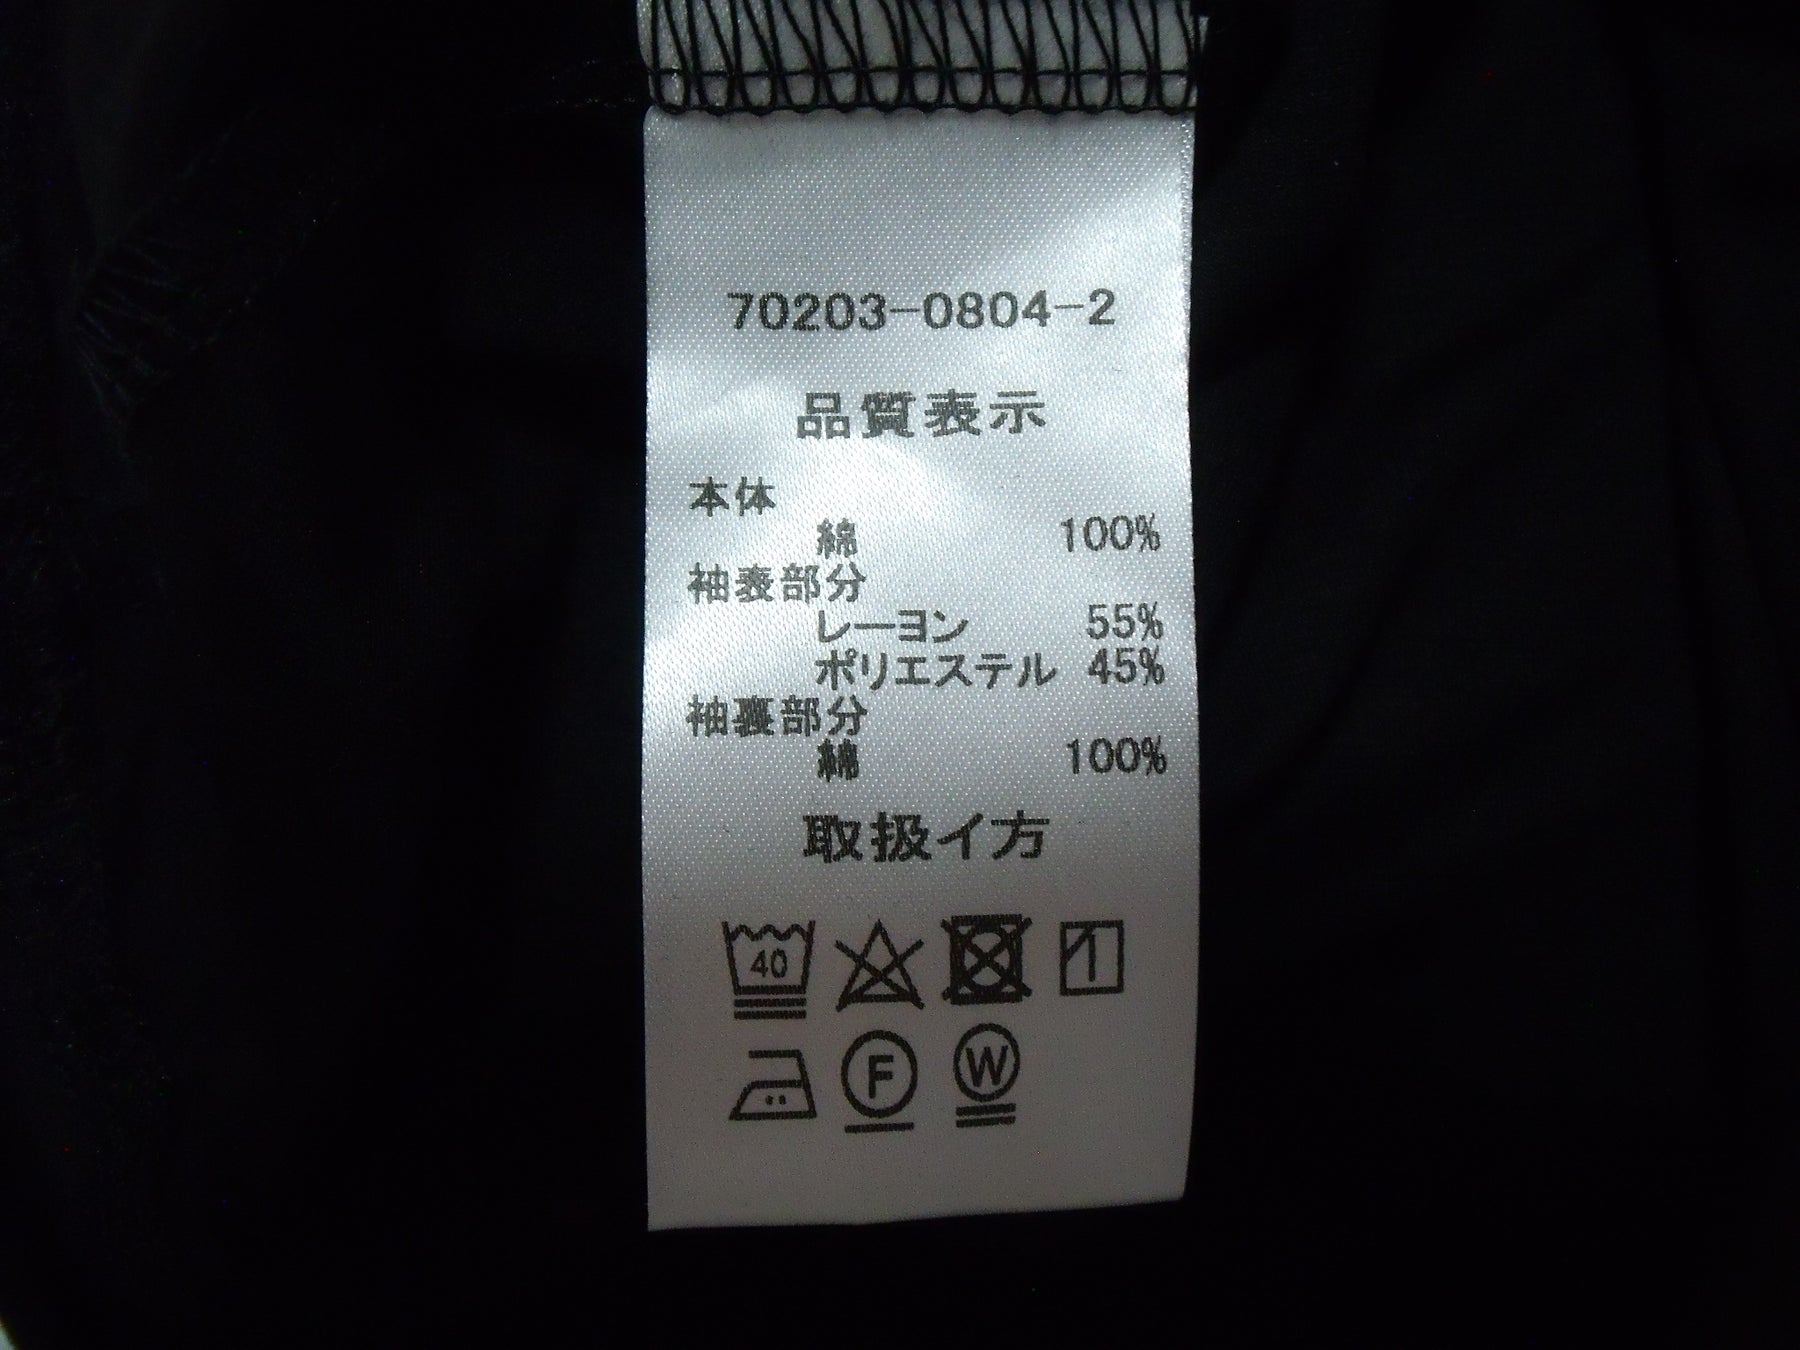 70203-0804-2
品質表示
本体
綿 100%
袖表部分
レーヨン 55%
ポリエステル 45%
袖裏部分
綿 100%
取扱イ方
40
F W